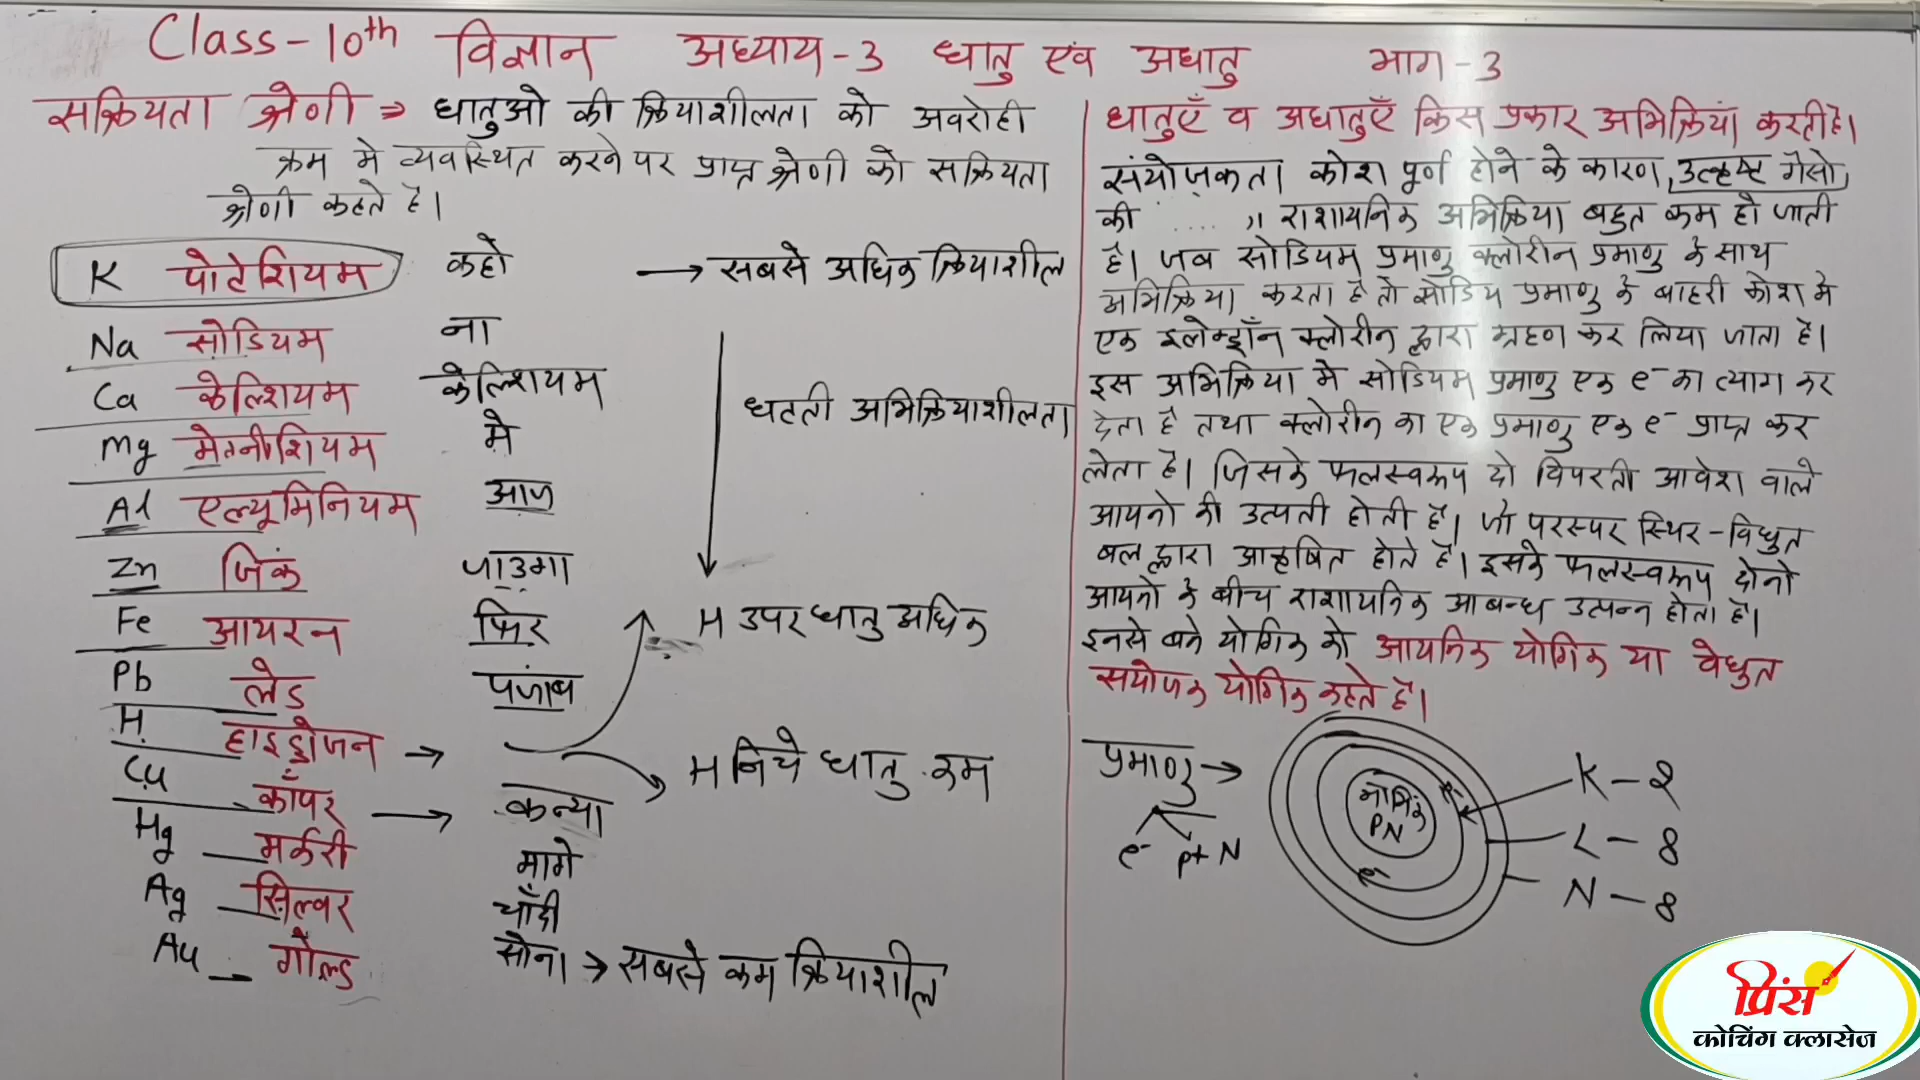 Class-10th विज्ञान अध्याय-3 धातु एवं अधातु भाग-3
सक्रियता श्रेणी ⇒ धातुओ की क्रियाशीलता को अवरोही
क्रम मे व्यवस्थित करने पर प्राप्त श्रेणी को सक्रियता
श्रेणी कहते है।
K पोटेशियम कहो → सबसे अधिक क्रियाशील
Na सोडियम ना
Ca केल्शियम केल्शियम
घटती अभिक्रियाशीलता
Mg मेग्नीशियम मे
Al एल्यूमिनियम आज
Zn जिंक जाउगा
Fe आयरन फिर
H उपर धातु अधिक
Pb लेड पंजाब
H हाइड्रोजन →
H निचे धातु कम
Cu कॉपर → कन्या
Hg मर्करी मागे
Ag सिल्वर चाँदी
Au गोल्ड सोना → सबसे कम क्रियाशील
धातुएँ व अधातुएँ किस प्रकार अभिक्रियां करती है।
संयोजकता कोश पूर्ण होने के कारण, उत्कृष्ट गैसो,
की .... ,, राशायनिक अभिक्रिया बहुत कम हो जाती
है। जब सोडियम प्रमाणु क्लोरीन प्रमाणु के साथ
अभिक्रिया करता है तो सोडिय प्रमाणु के बाहरी कोश मे
एक इलेक्ट्रॉन क्लोरीन द्वारा ग्रहण कर लिया जाता है।
इस अभिक्रिया मे सोडियम प्रमाणु एक e⁻ का त्याग कर
देता है तथा क्लोरीन का एक प्रमाणु एक e⁻ प्राप्त कर
लेता है। जिसके फलस्वरूप दो विपरती आवेश वाले
आयनो की उत्पती होती है। जो परस्पर स्थिर-विधुत
बल द्वारा आकृषित होते है। इसके फलस्वरूप दोनो
आयनो के बीच राशायनिक आबन्ध उत्पन्न होता है।
इनसे बने योगिक को आयनिक योगिक या वेधुत
सयोजक योगिक कहते है।
प्रमाणु →
e⁻ p+ N
नाभिक
PN
e⁻
e⁻
K - 2
L - 8
N - 8
प्रिंस
कोचिंग क्लासेज